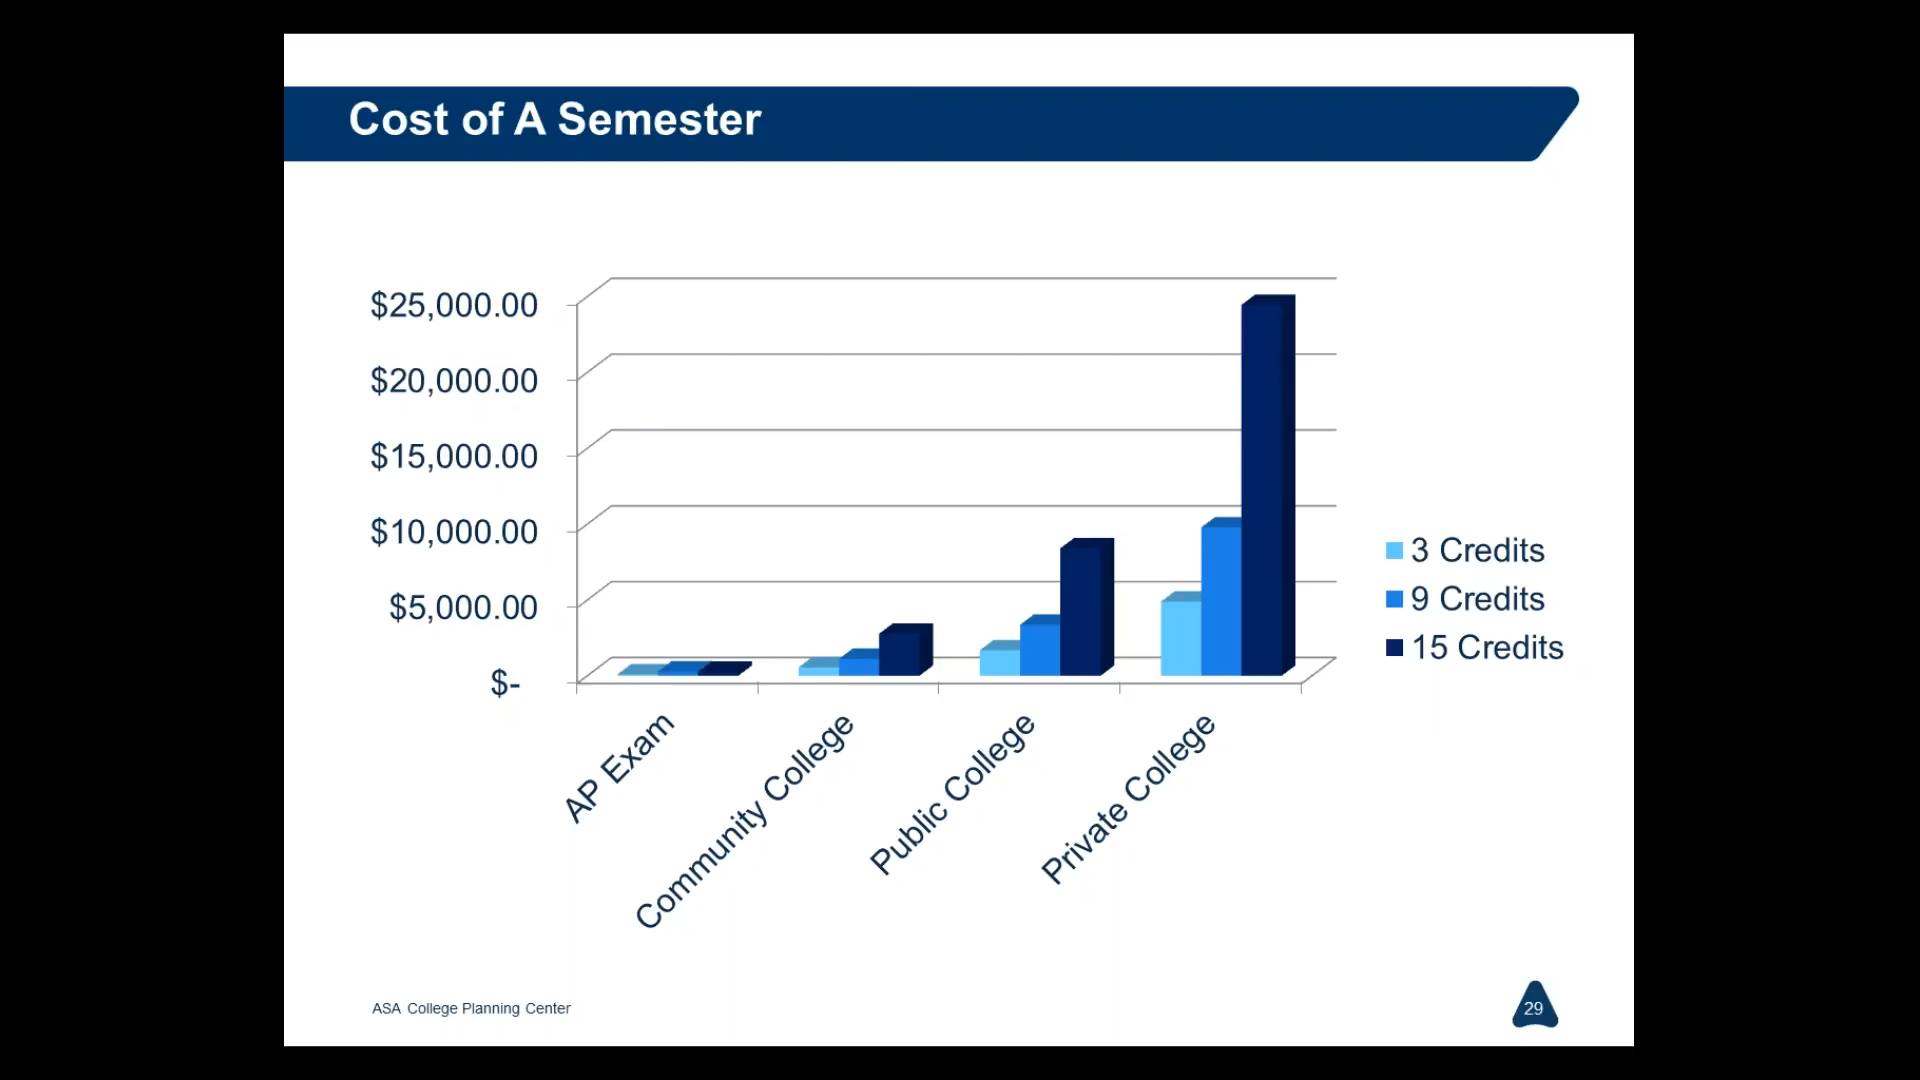 Cost of A Semester
$25,000.00
$20,000.00
$15,000.00
$10,000.00
$5,000.00
$-
AP Exam
Community College
Public College
Private College
3 Credits
9 Credits
15 Credits
ASA College Planning Center
29